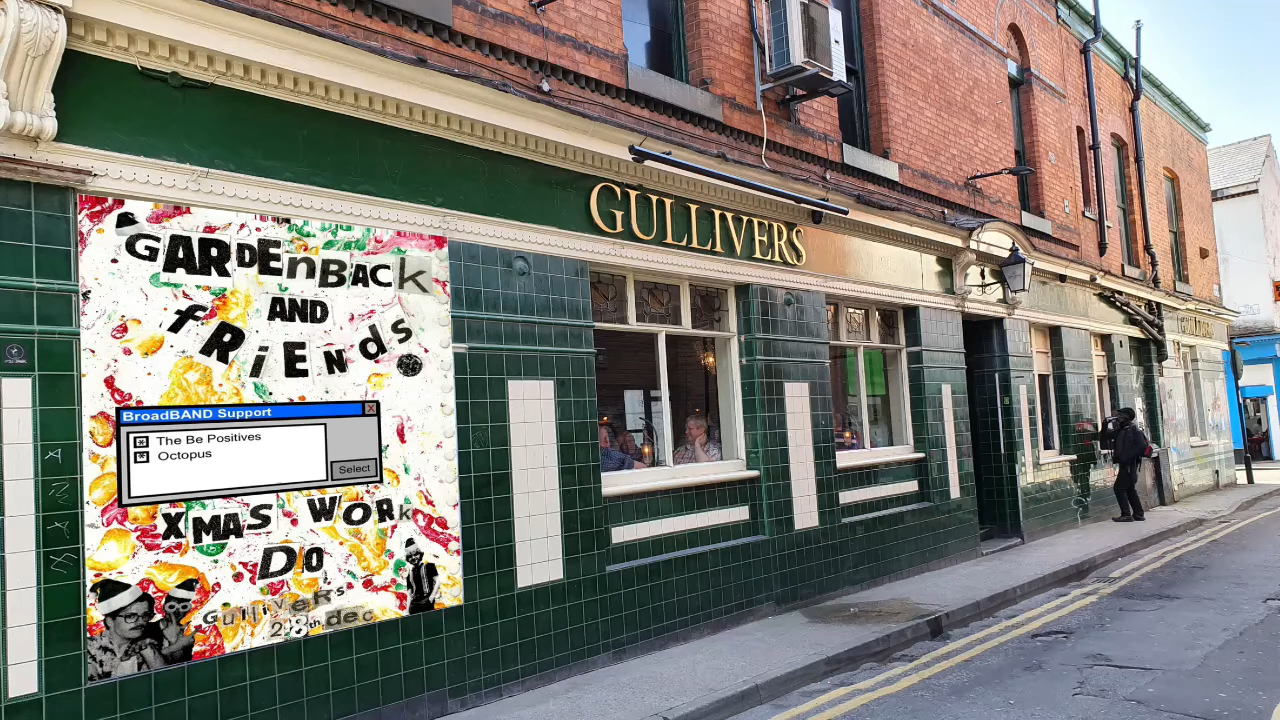 GULLIVERS
GARDENBACK
AND
fRiENds.
BroadBAND Support
X
The Be Positives
Octopus
Select
XMAS WORk
DO
GulliveRs
28th dec